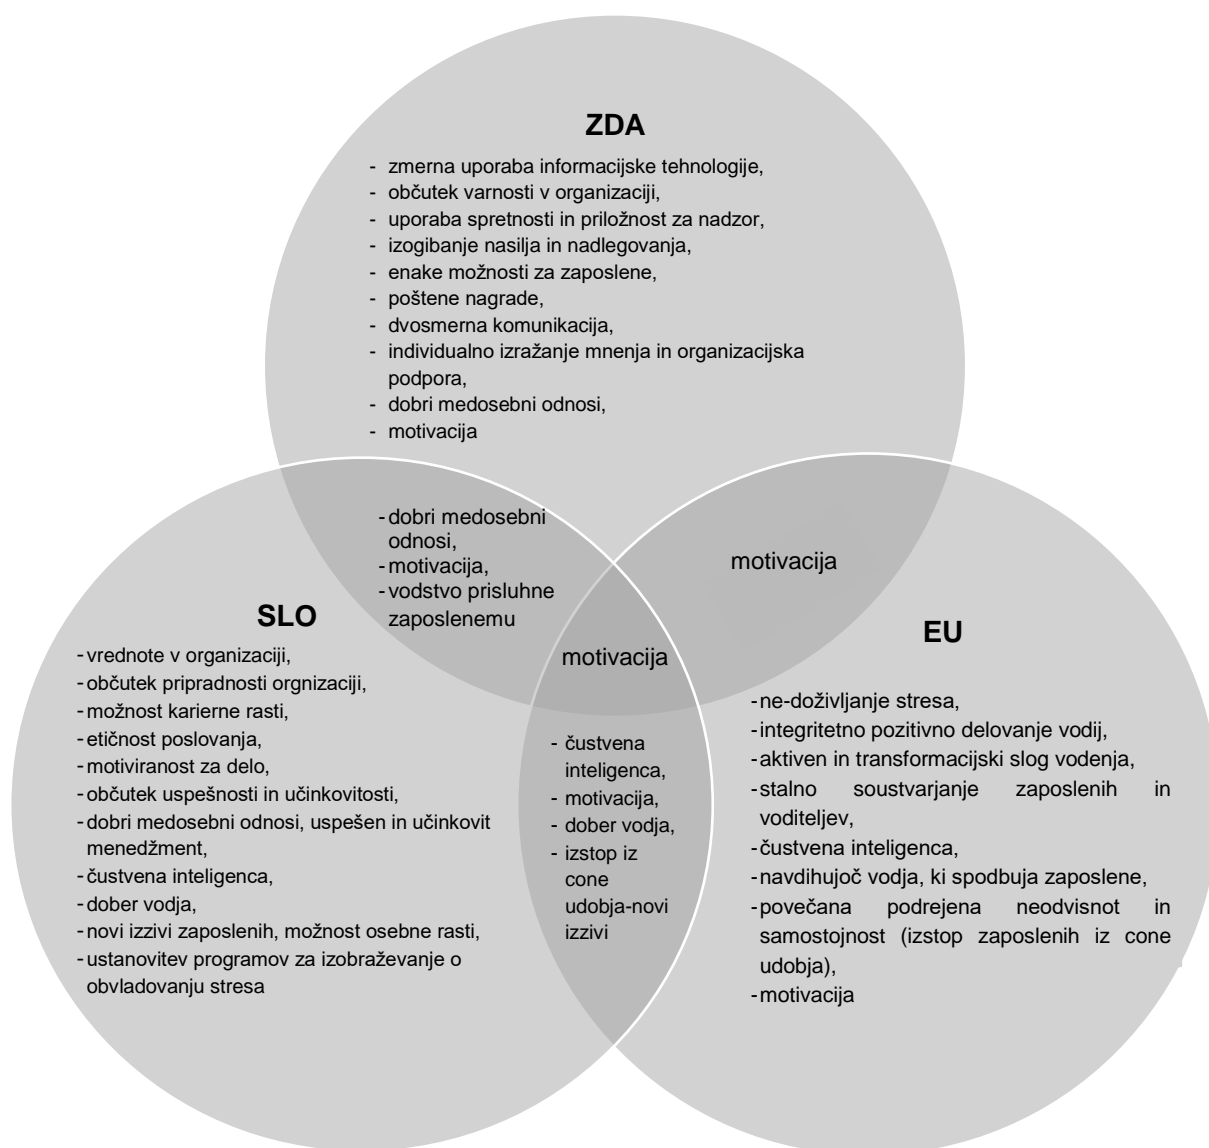 ZDA
- zmerna uporaba informacijske tehnologije,
- občutek varnosti v organizaciji,
- uporaba spretnosti in priložnost za nadzor,
- izogibanje nasilja in nadlegovanja,
- enake možnosti za zaposlene,
- poštene nagrade,
- dvosmerna komunikacija,
- individualno izražanje mnenja in organizacijska
podpora,
- dobri medosebni odnosi,
- motivacija
- dobri medosebni
odnosi,
- motivacija,
- vodstvo prisluhne
zaposlenemu
motivacija
SLO
- vrednote v organizaciji,
- občutek pripradnosti orgnizaciji,
- možnost karierne rasti,
- etičnost poslovanja,
- motiviranost za delo,
- občutek uspešnosti in učinkovitosti,
- dobri medosebni odnosi, uspešen in učinkovit
menedžment,
- čustvena inteligenca,
- dober vodja,
- novi izzivi zaposlenih, možnost osebne rasti,
- ustanovitev programov za izobraževanje o
obvladovanju stresa
motivacija
- čustvena
inteligenca,
- motivacija,
- dober vodja,
- izstop iz
cone
udobja-novi
izzivi
EU
- ne-doživljanje stresa,
- integritetno pozitivno delovanje vodij,
- aktiven in transformacijski slog vodenja,
- stalno soustvarjanje zaposlenih in
voditeljev,
- čustvena inteligenca,
- navdihujoč vodja, ki spodbuja zaposlene,
- povečana podrejena neodvisnot in
samostojnost (izstop zaposlenih iz cone
udobja),
- motivacija